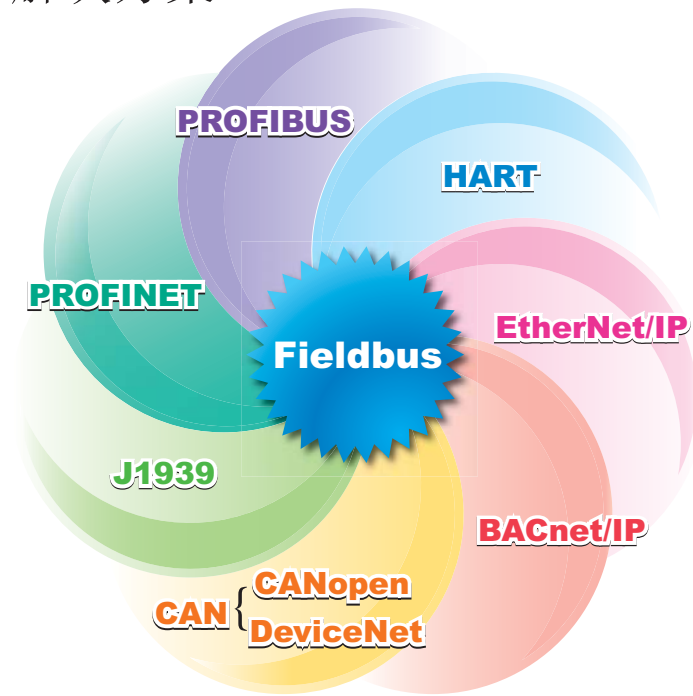 PROFIBUS
HART
PROFINET
EtherNet/IP
Fieldbus
J1939
BACnet/IP
CAN {
CANopen
DeviceNet